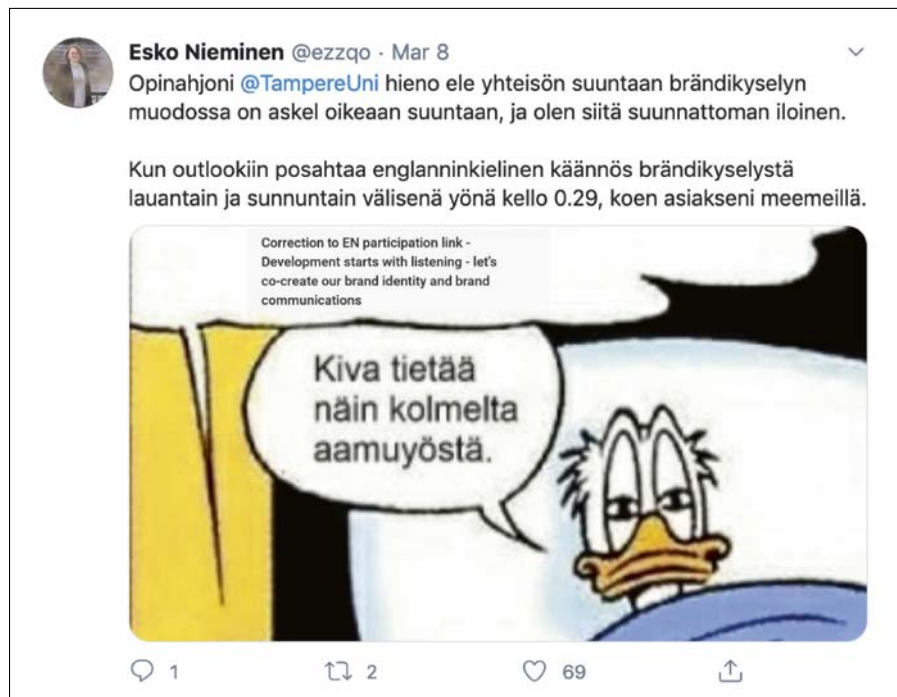 Esko Nieminen @ezzqo · Mar 8
Opinahjoni @TampereUni hieno ele yhteisön suuntaan brändikyselyn
muodossa on askel oikeaan suuntaan, ja olen siitä suunnattoman iloinen.
Kun outlookiin posahtaa englanninkielinen käännös brändikyselystä
lauantain ja sunnuntain välisenä yönä kello 0.29, koen asiakseni meemeillä.
Correction to EN participation link -
Development starts with listening - let's
co-create our brand identity and brand
communications
Kiva tietää
näin kolmelta
aamuyöstä.
1 2 69